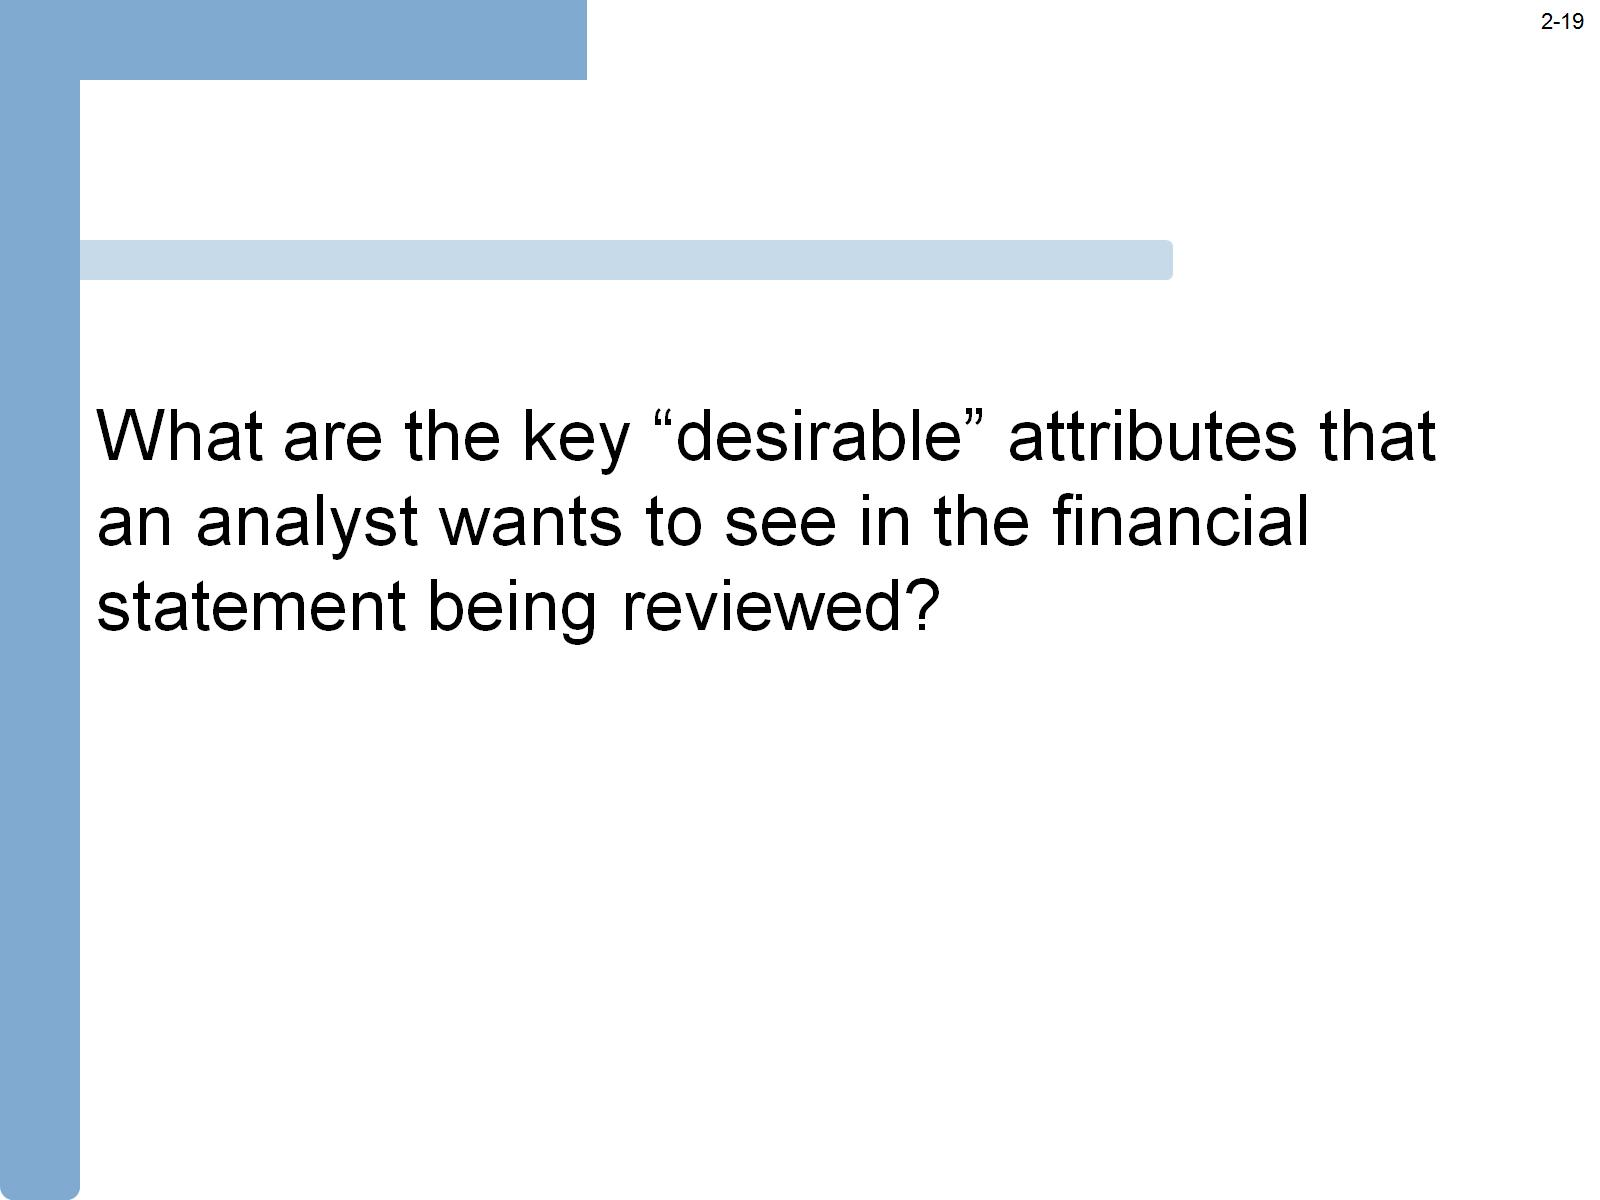 2-19
What are the key “desirable” attributes that
an analyst wants to see in the financial
statement being reviewed?